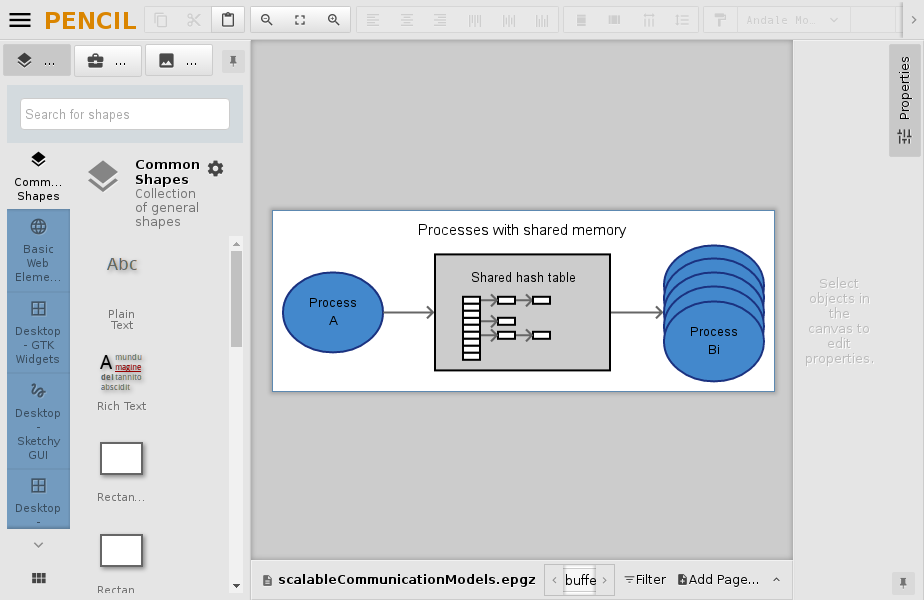 PENCIL
Andale Mo...
...
...
...
Search for shapes
Comm...
Shapes
Basic
Web
Eleme...
Desktop
- GTK
Widgets
Desktop
-
Sketchy
GUI
Desktop
-
Common
Shapes
Collection
of general
shapes
Abc
Plain
Text
A mundu
magine
del tannito
abscidit
Rich Text
Rectan...
Rectan...
Processes with shared memory
Process
A
Shared hash table
Process
Bi
Select
objects in
the
canvas to
edit
properties.
Properties
scalableCommunicationModels.epgz
buffe
Filter
Add Page...